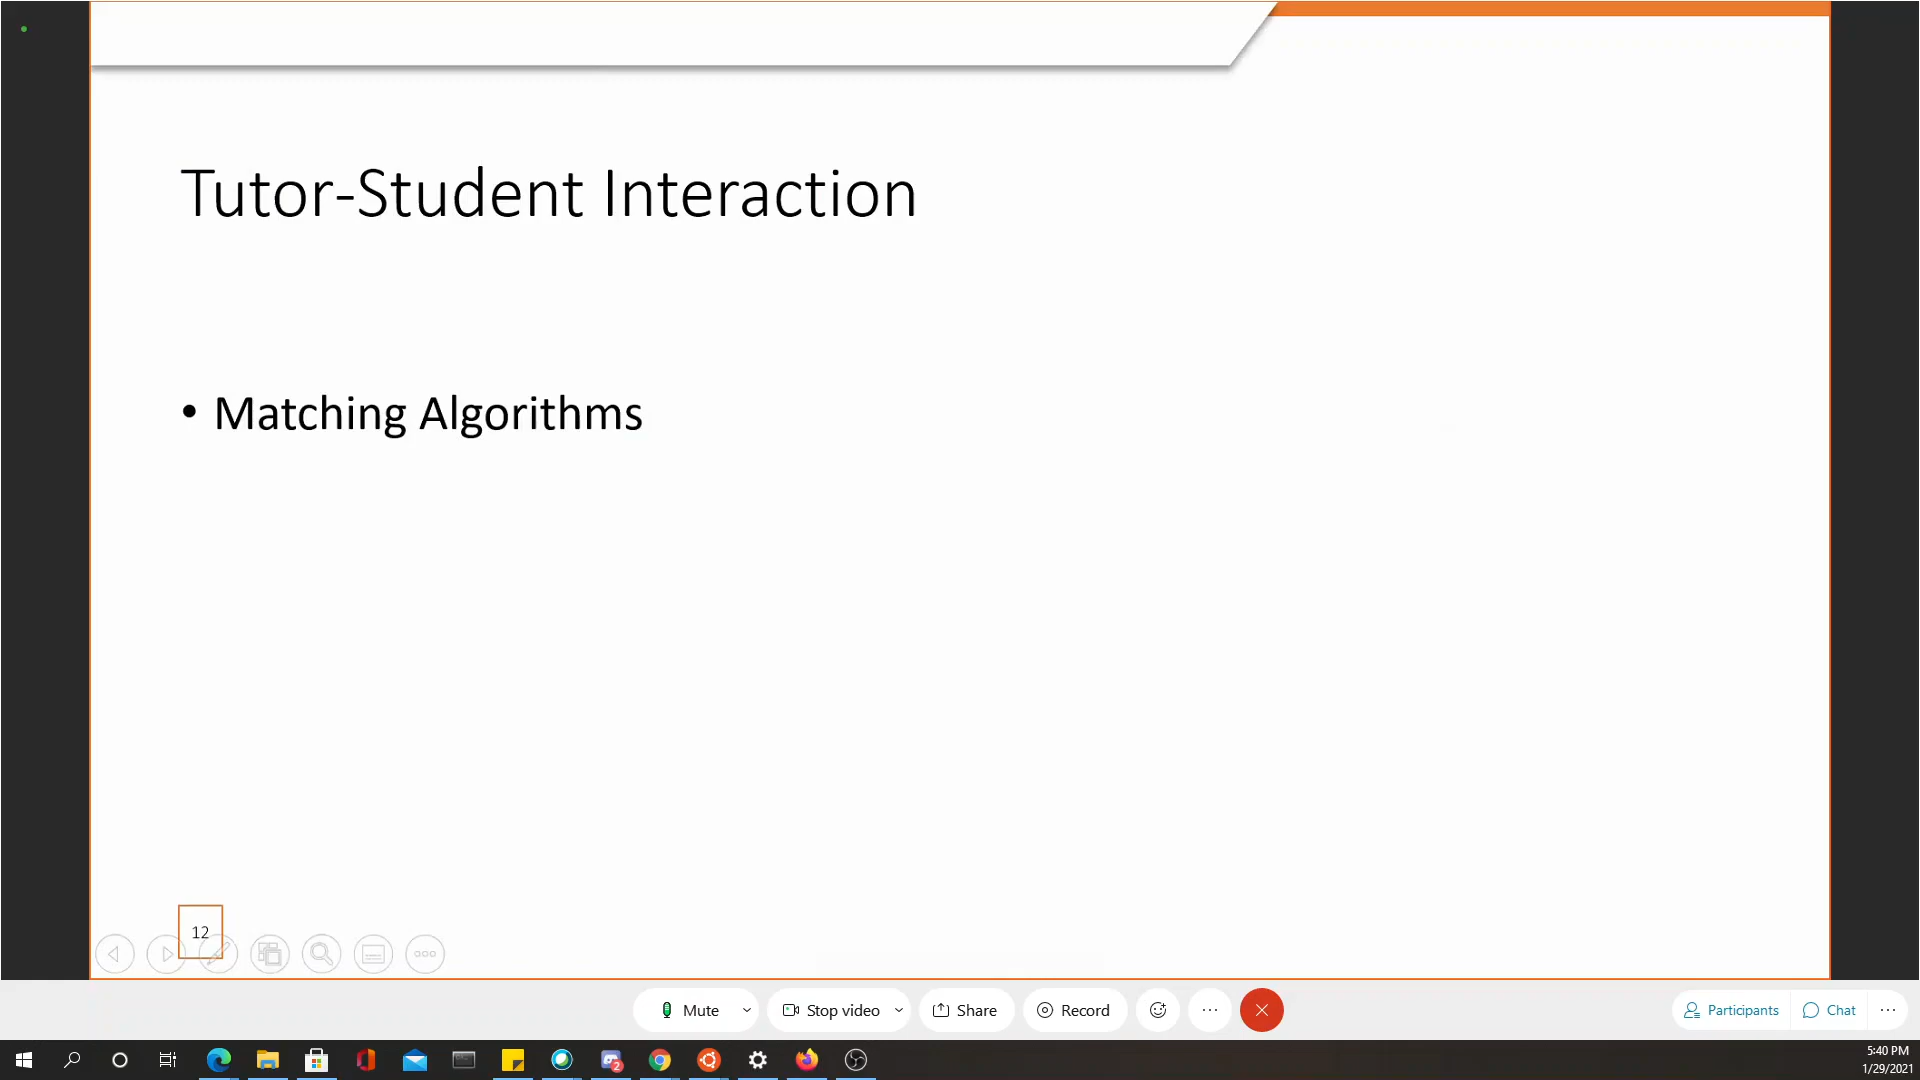 Tutor-Student Interaction
• Matching Algorithms
12
Mute
Stop video
Share
Record
Participants
Chat
2
5:40 PM
1/29/2021